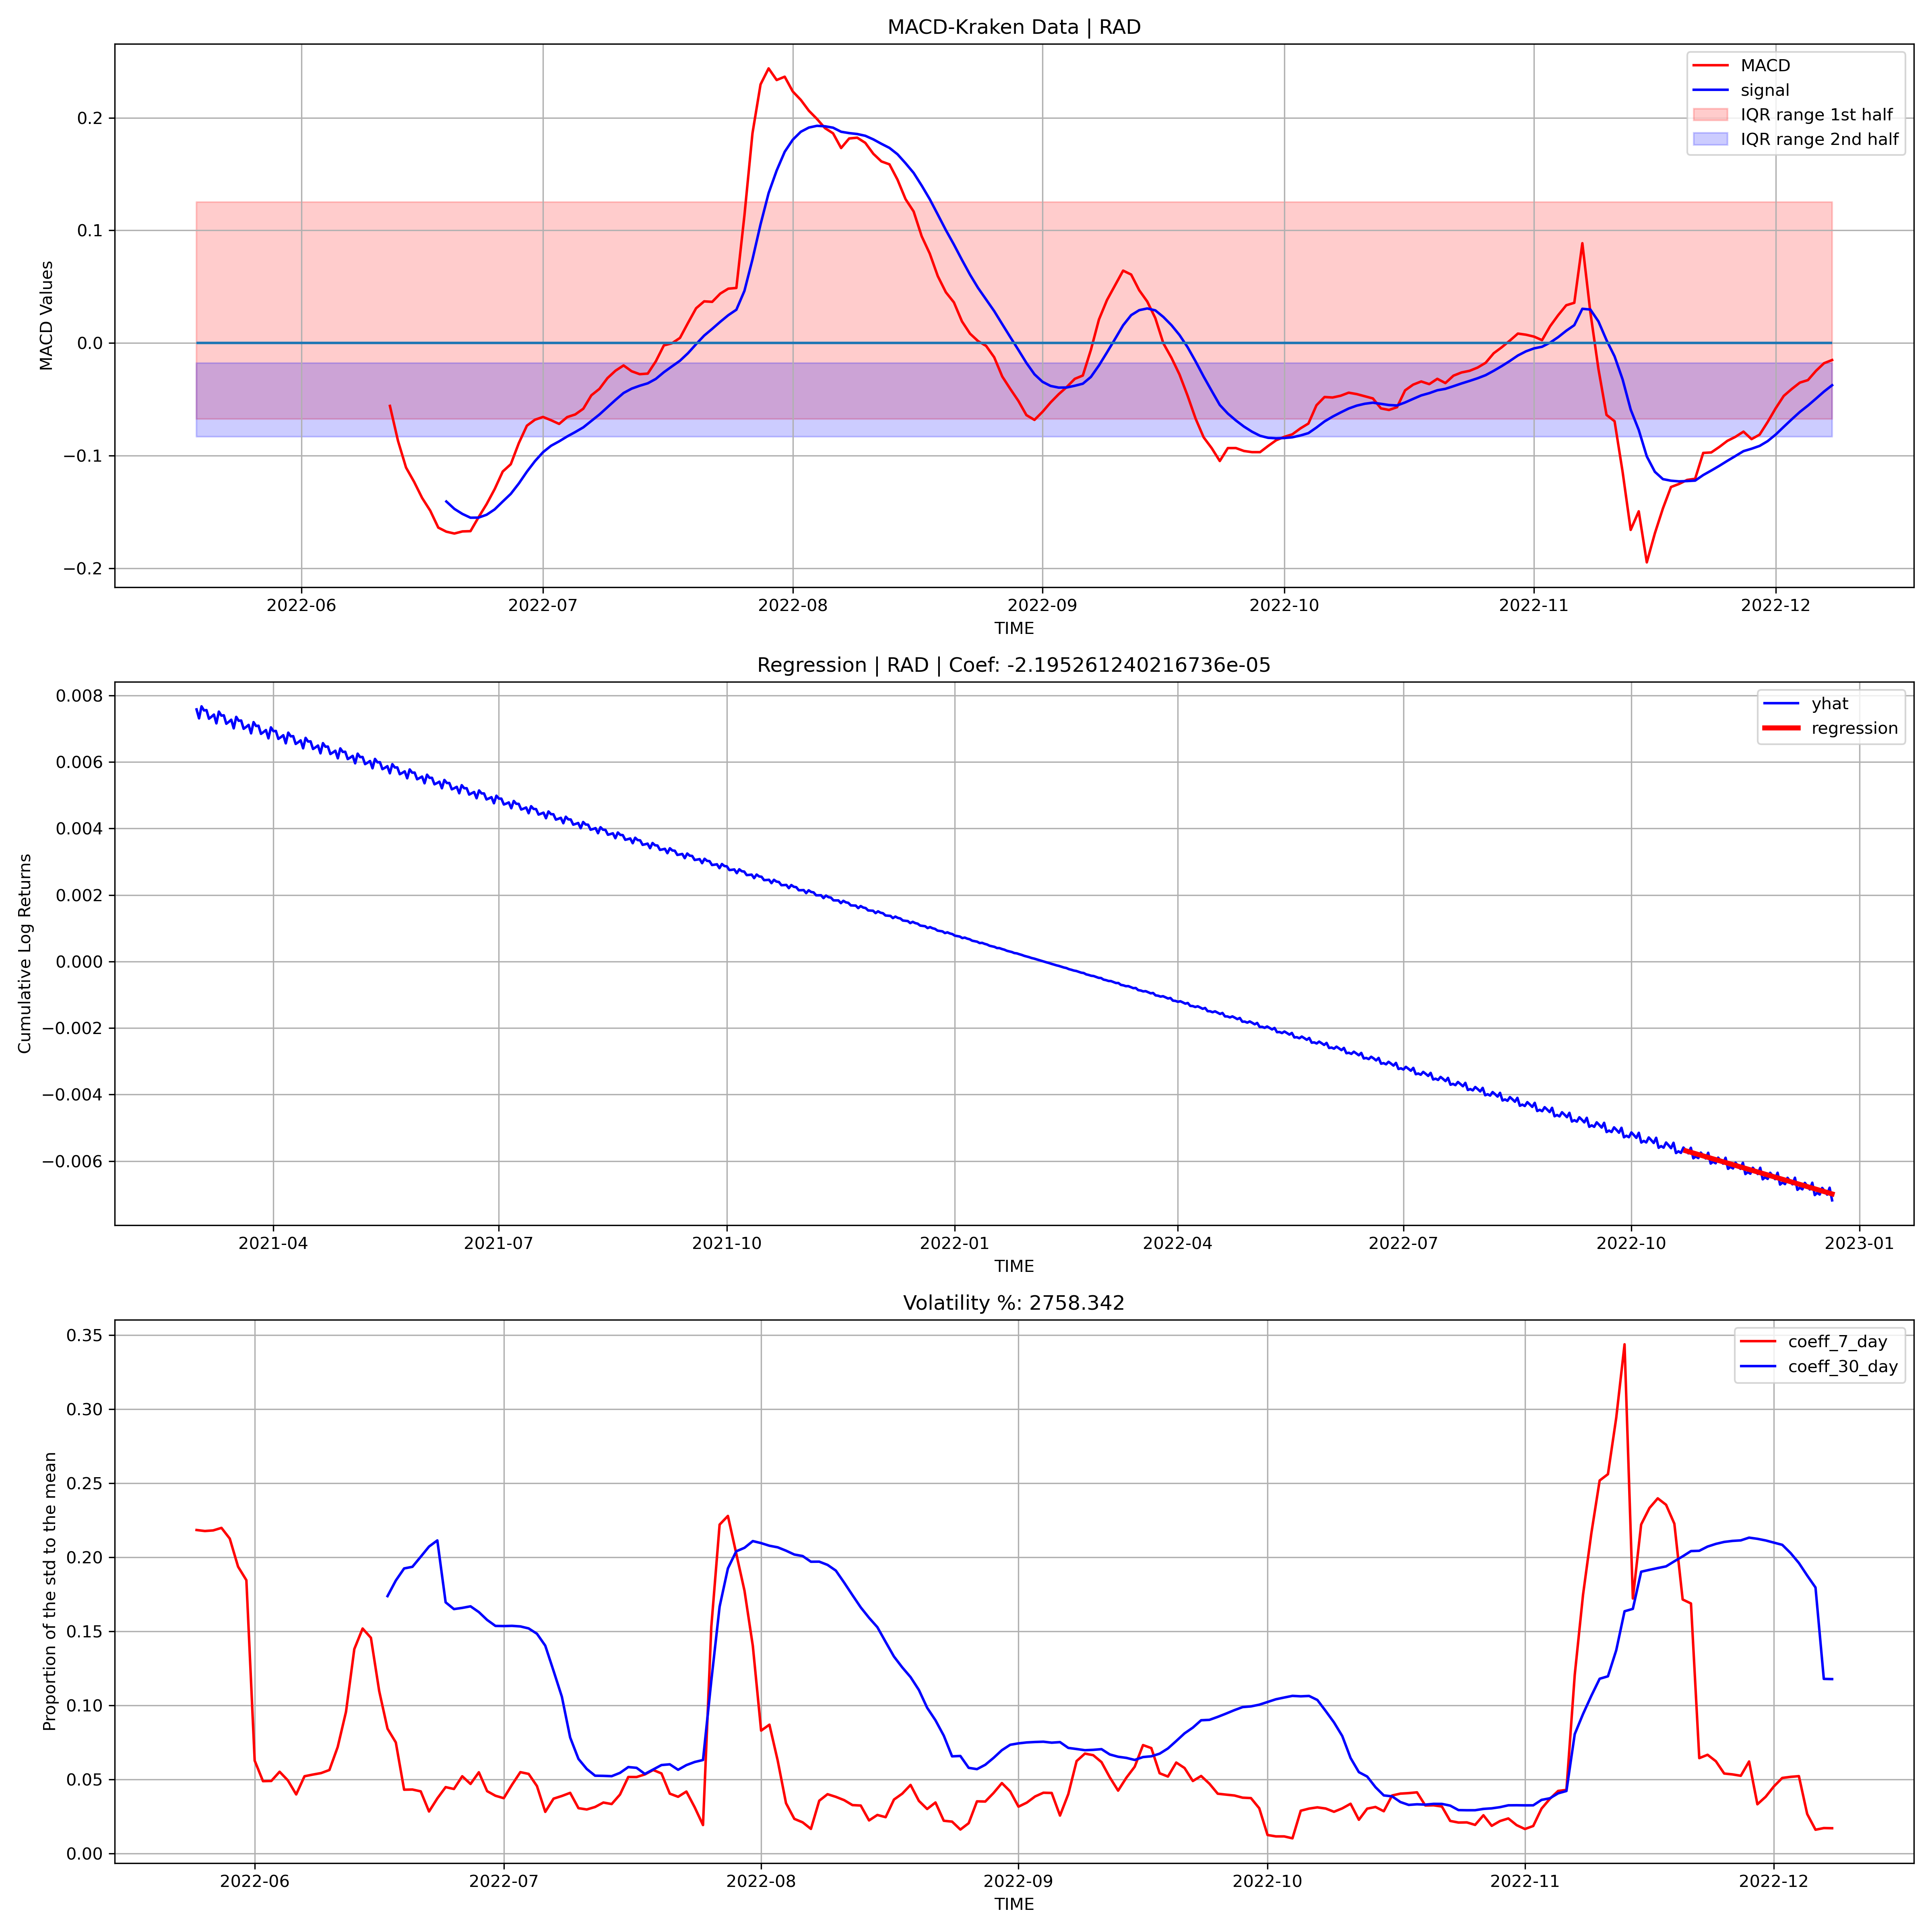 MACD-Kraken Data | RAD
MACD
signal
IQR range 1st half
IQR range 2nd half
MACD Values
0.2
0.1
0.0
−0.1
−0.2
2022-06 2022-07 2022-08 2022-09 2022-10 2022-11 2022-12
TIME
Regression | RAD | Coef: -2.195261240216736e-05
yhat
regression
Cumulative Log Returns
0.008
0.006
0.004
0.002
0.000
−0.002
−0.004
−0.006
2021-04 2021-07 2021-10 2022-01 2022-04 2022-07 2022-10 2023-01
TIME
Volatility %: 2758.342
coeff_7_day
coeff_30_day
Proportion of the std to the mean
0.35
0.30
0.25
0.20
0.15
0.10
0.05
0.00
2022-06 2022-07 2022-08 2022-09 2022-10 2022-11 2022-12
TIME